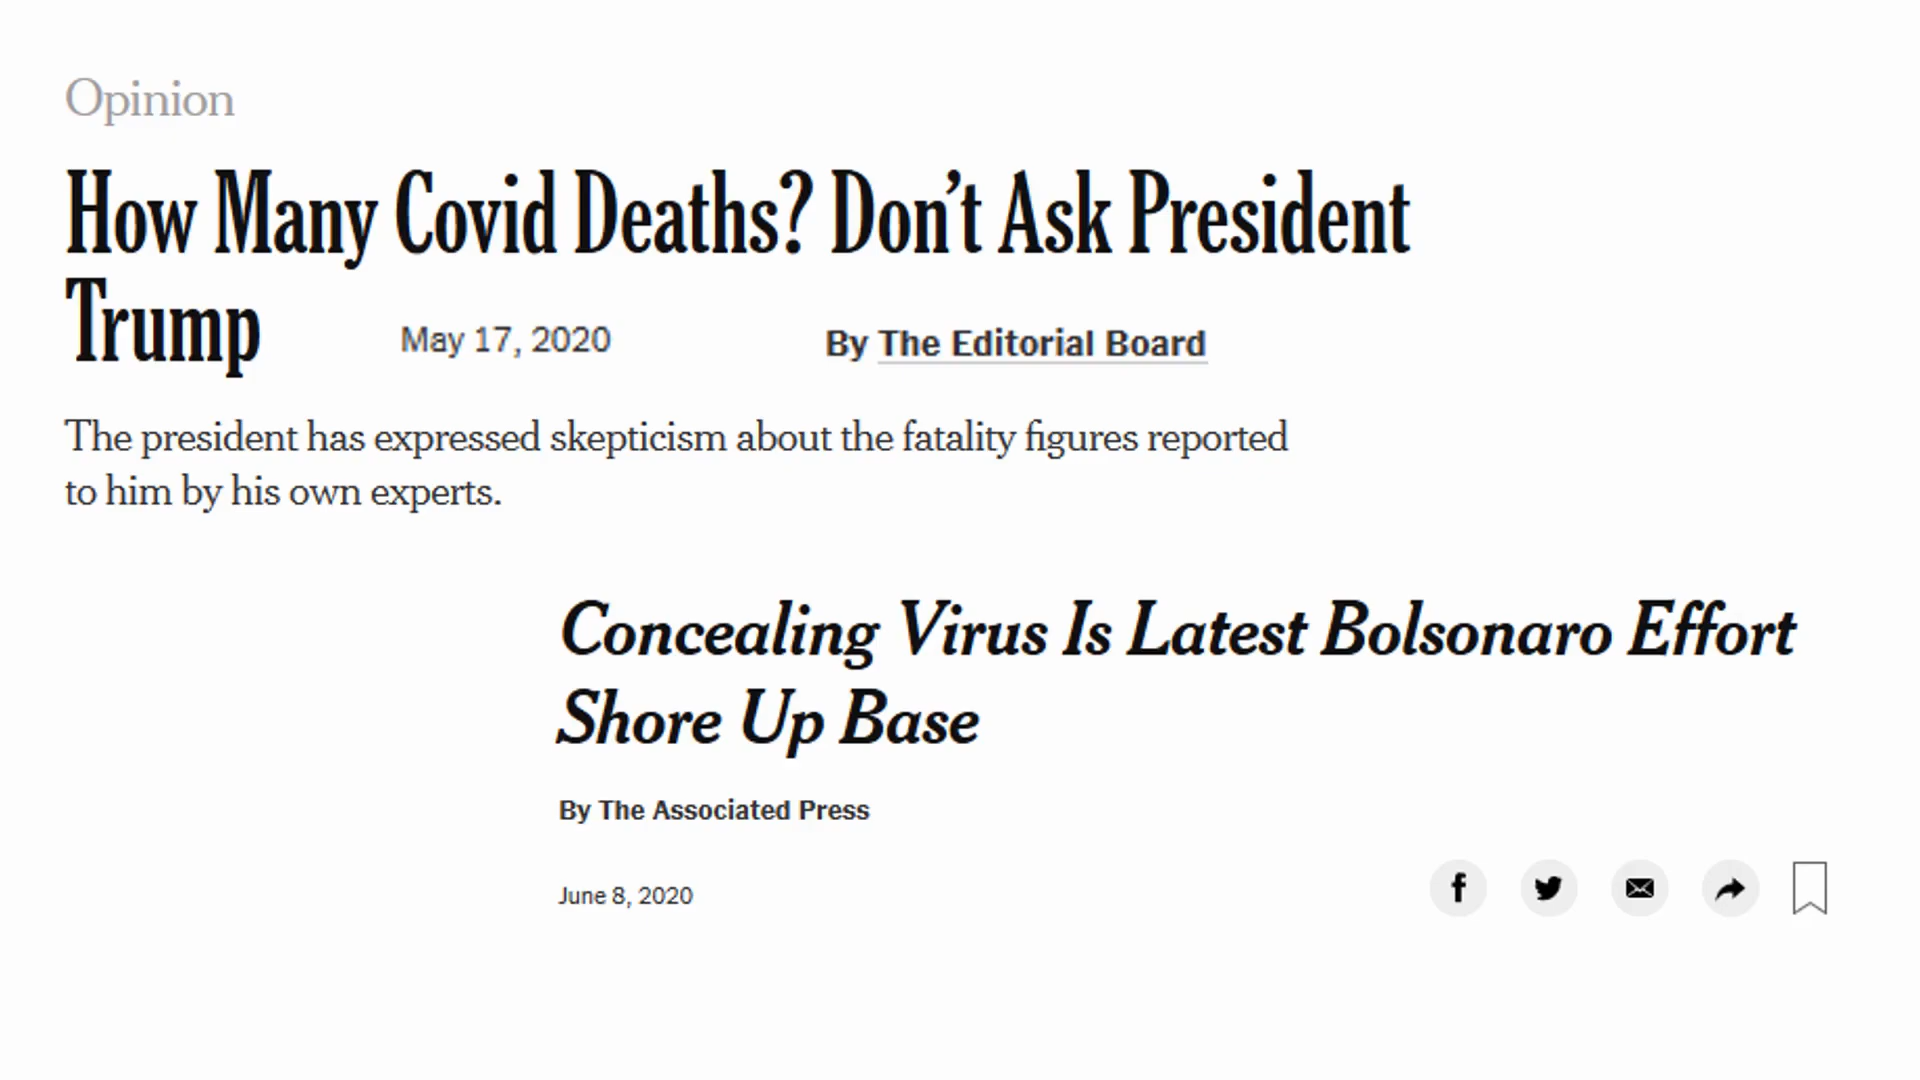 Opinion
How Many Covid Deaths? Don’t Ask President
Trump
May 17, 2020
By The Editorial Board
The president has expressed skepticism about the fatality figures reported
to him by his own experts.
Concealing Virus Is Latest Bolsonaro Effort
Shore Up Base
By The Associated Press
June 8, 2020